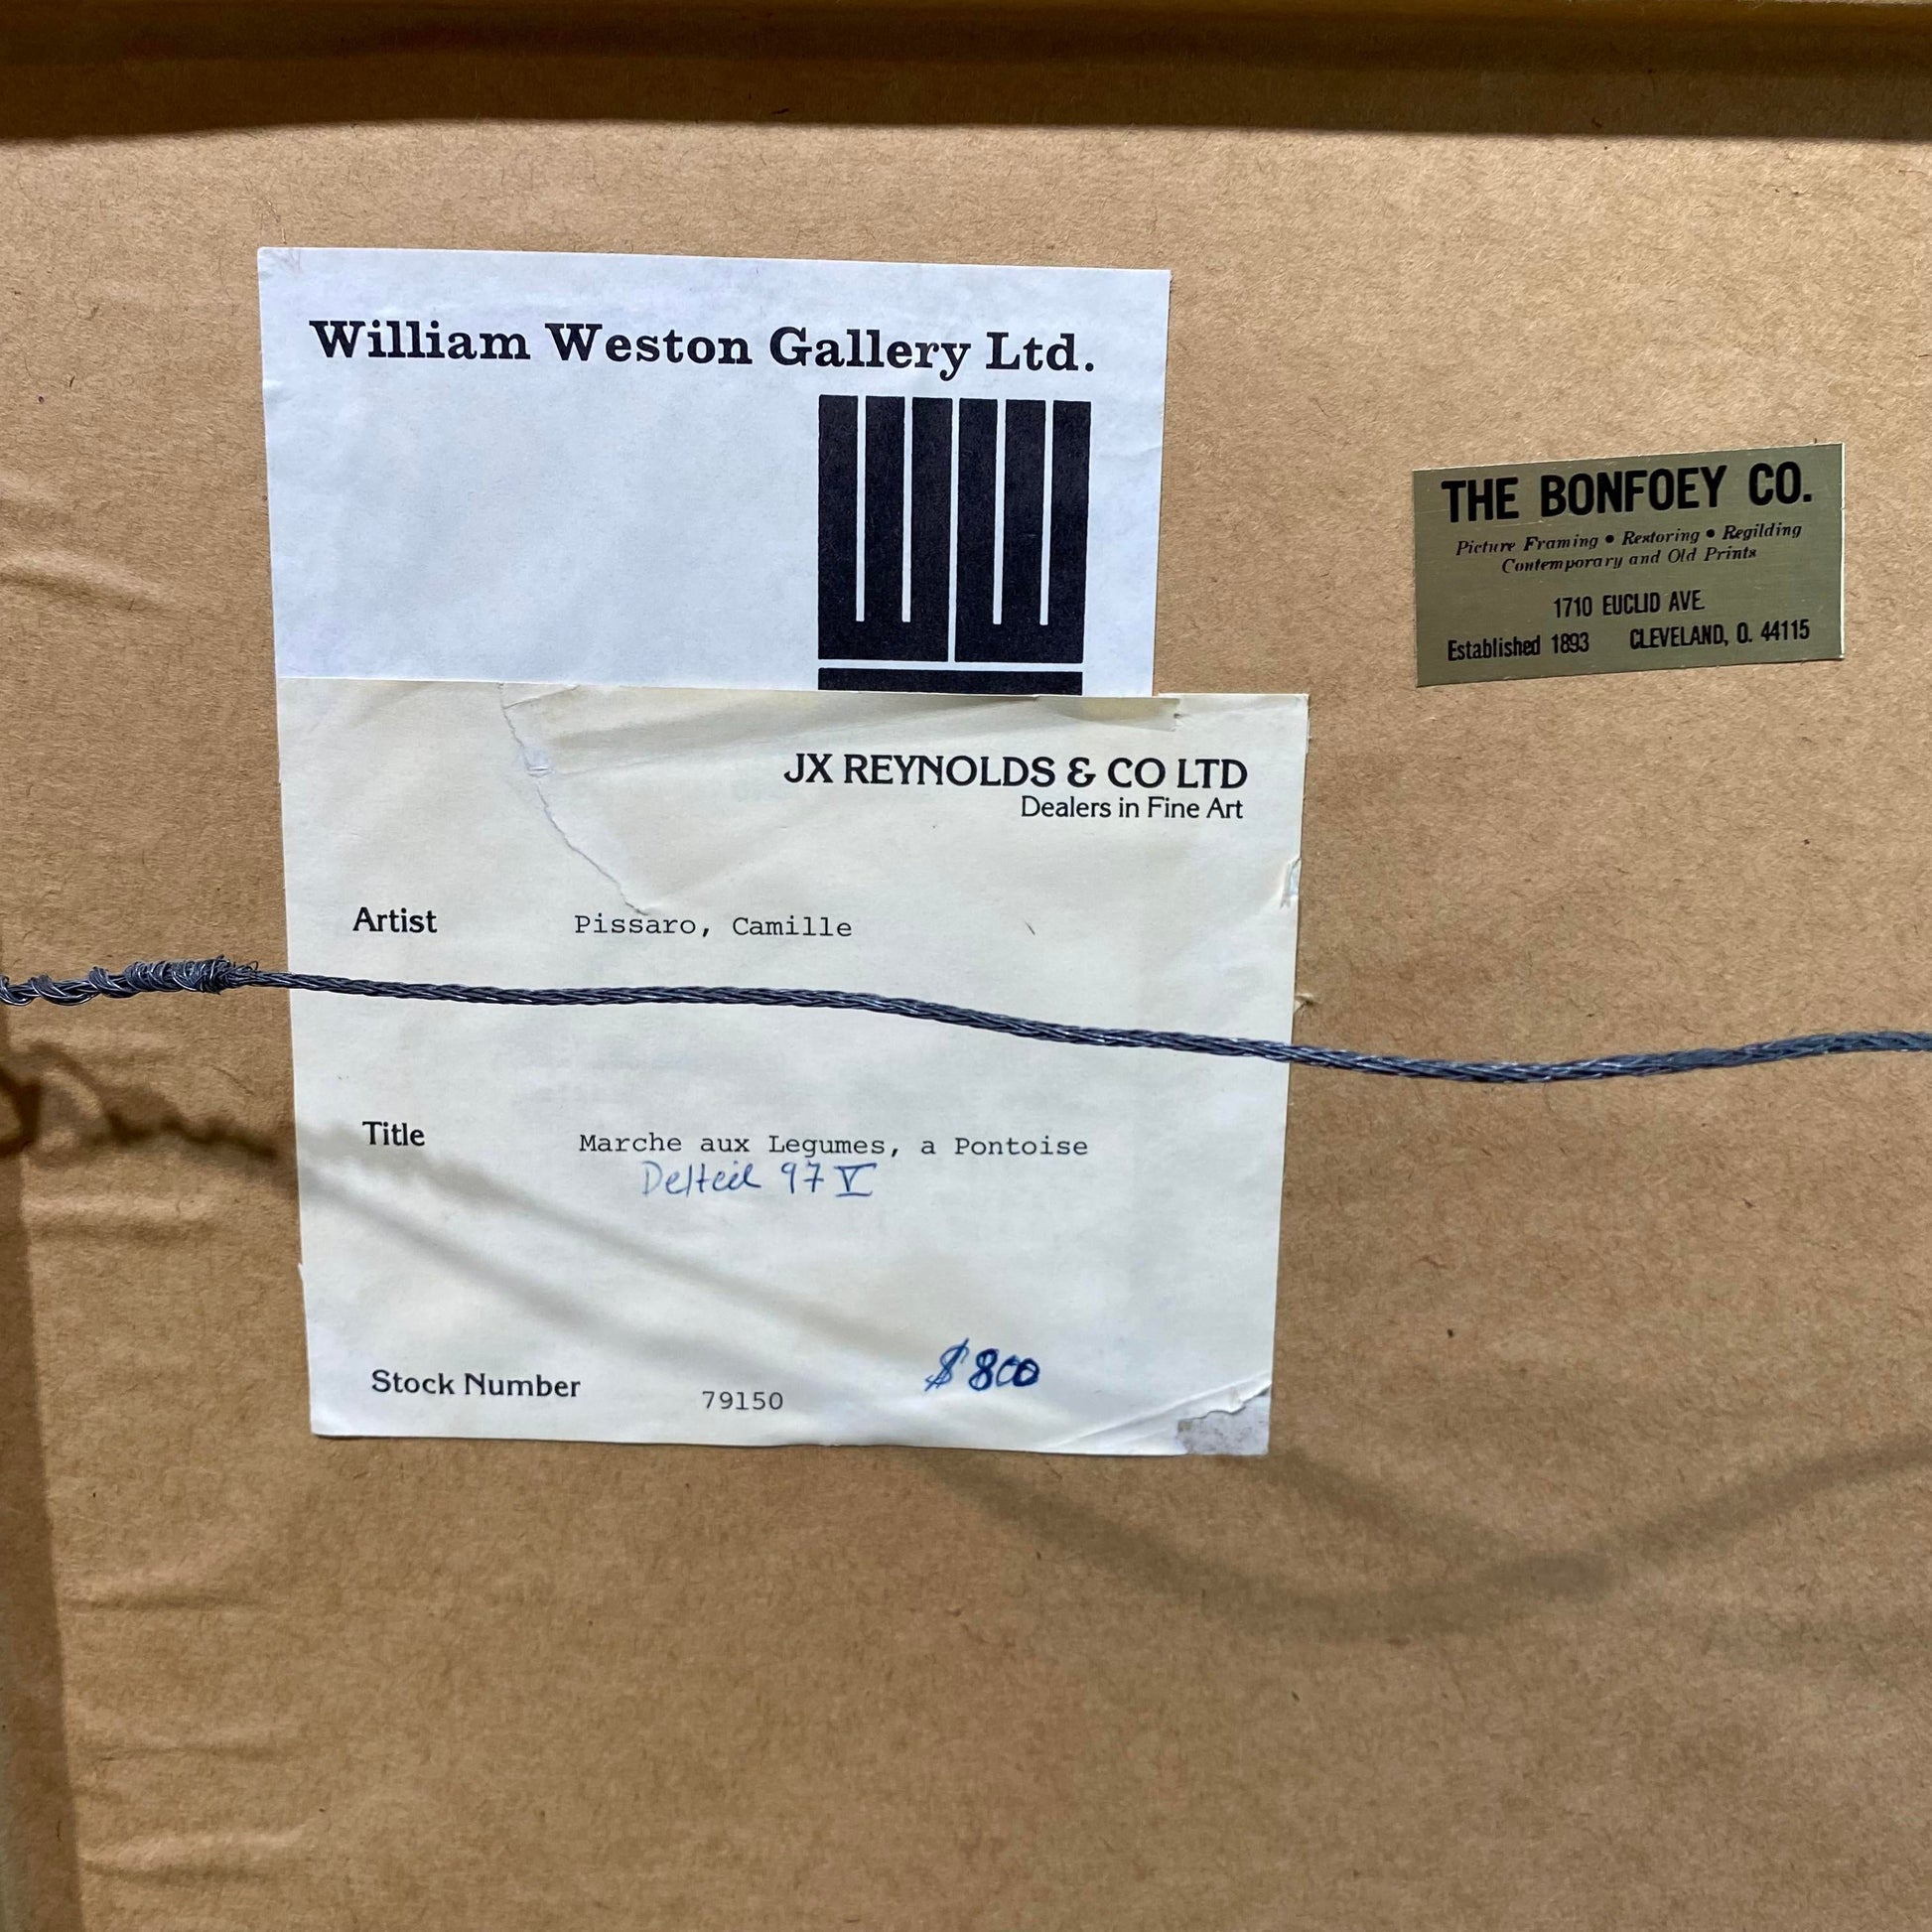 William Weston Gallery Ltd.
THE BONFOEY CO.
Picture Framing • Restoring • Regilding
Contemporary and Old Prints
1710 EUCLID AVE.
Established 1893 CLEVELAND, O. 44115
JX REYNOLDS & CO LTD
Dealers in Fine Art
Artist Pissaro, Camille
Title Marche aux Legumes, a Pontoise
Delteil 97 V
$800
Stock Number 79150